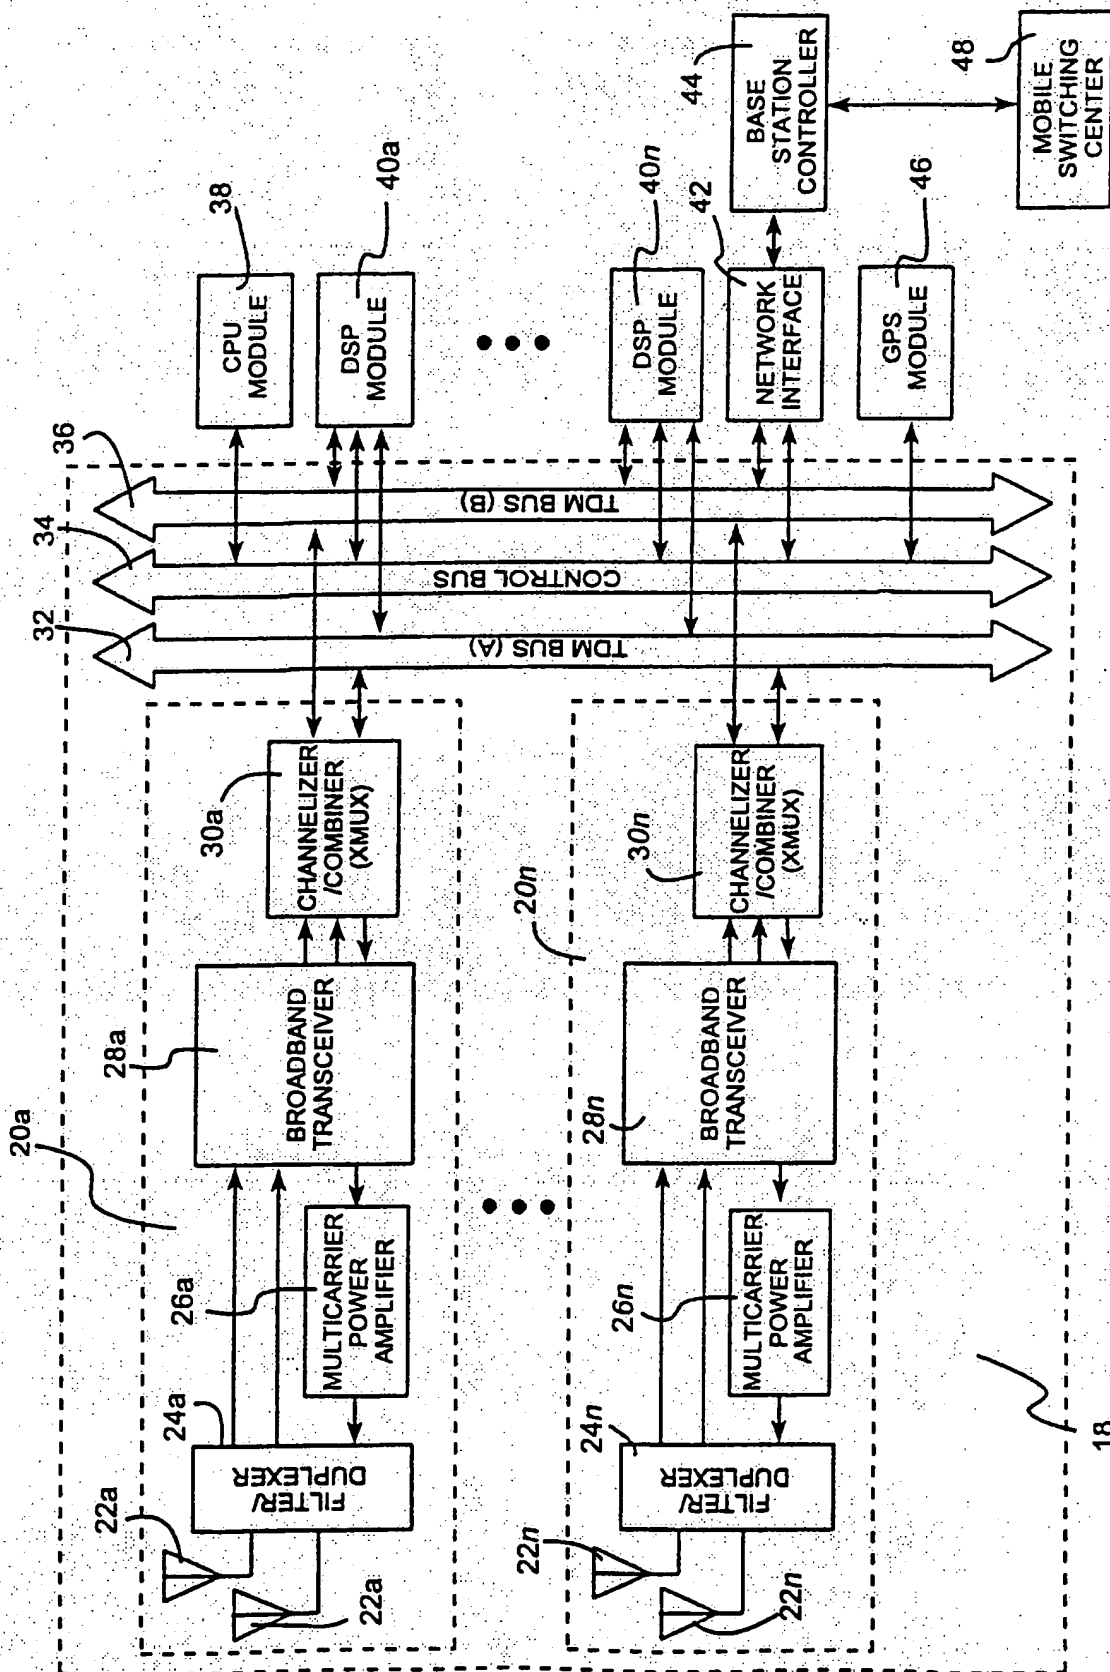 20a
22a
22a
24a
FILTER/
DUPLEXER
26a
MULTICARRIER
POWER
AMPLIFIER
28a
BROADBAND
TRANSCEIVER
30a
CHANNELIZER
/COMBINER
(XMUX)
32
34
36
TDM BUS (A)
CONTROL BUS
TDM BUS (B)
CPU
MODULE
38
DSP
MODULE
40a
DSP
MODULE
40n
NETWORK
INTERFACE
42
BASE
STATION
CONTROLLER
44
GPS
MODULE
46
MOBILE
SWITCHING
CENTER
48
20n
22n
22n
24n
FILTER/
DUPLEXER
26n
MULTICARRIER
POWER
AMPLIFIER
28n
BROADBAND
TRANSCEIVER
30n
CHANNELIZER
/COMBINER
(XMUX)
18